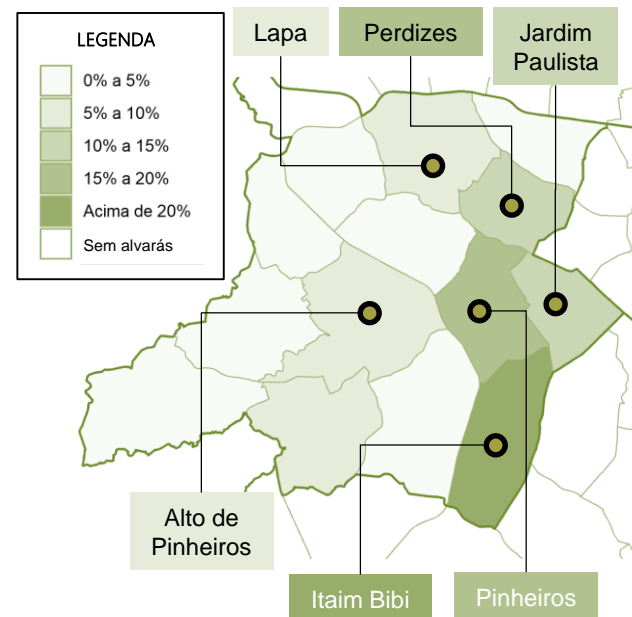 LEGENDA
0% a 5%
5% a 10%
10% a 15%
15% a 20%
Acima de 20%
Sem alvarás
Lapa
Perdizes
Jardim
Paulista
Alto de
Pinheiros
Itaim Bibi
Pinheiros